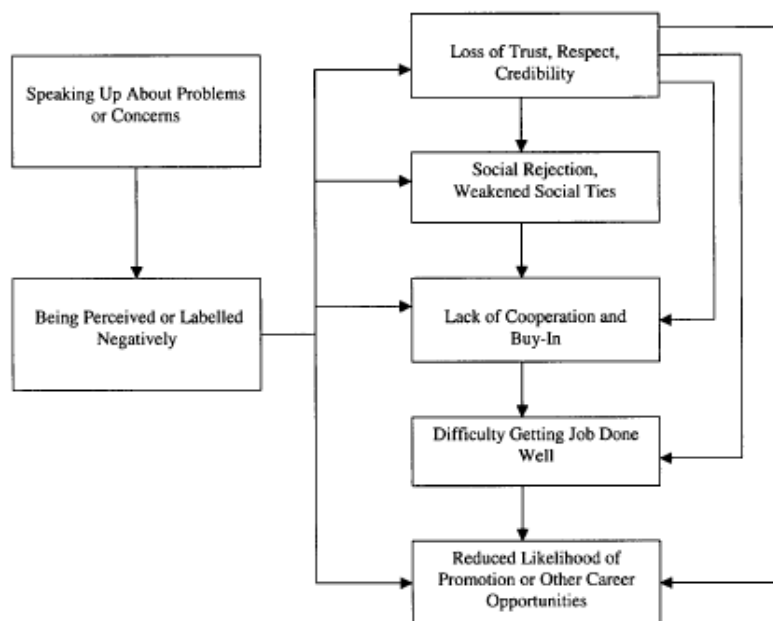 Speaking Up About Problems
or Concerns
Being Perceived or Labelled
Negatively
Loss of Trust, Respect,
Credibility
Social Rejection,
Weakened Social Ties
Lack of Cooperation and
Buy-In
Difficulty Getting Job Done
Well
Reduced Likelihood of
Promotion or Other Career
Opportunities